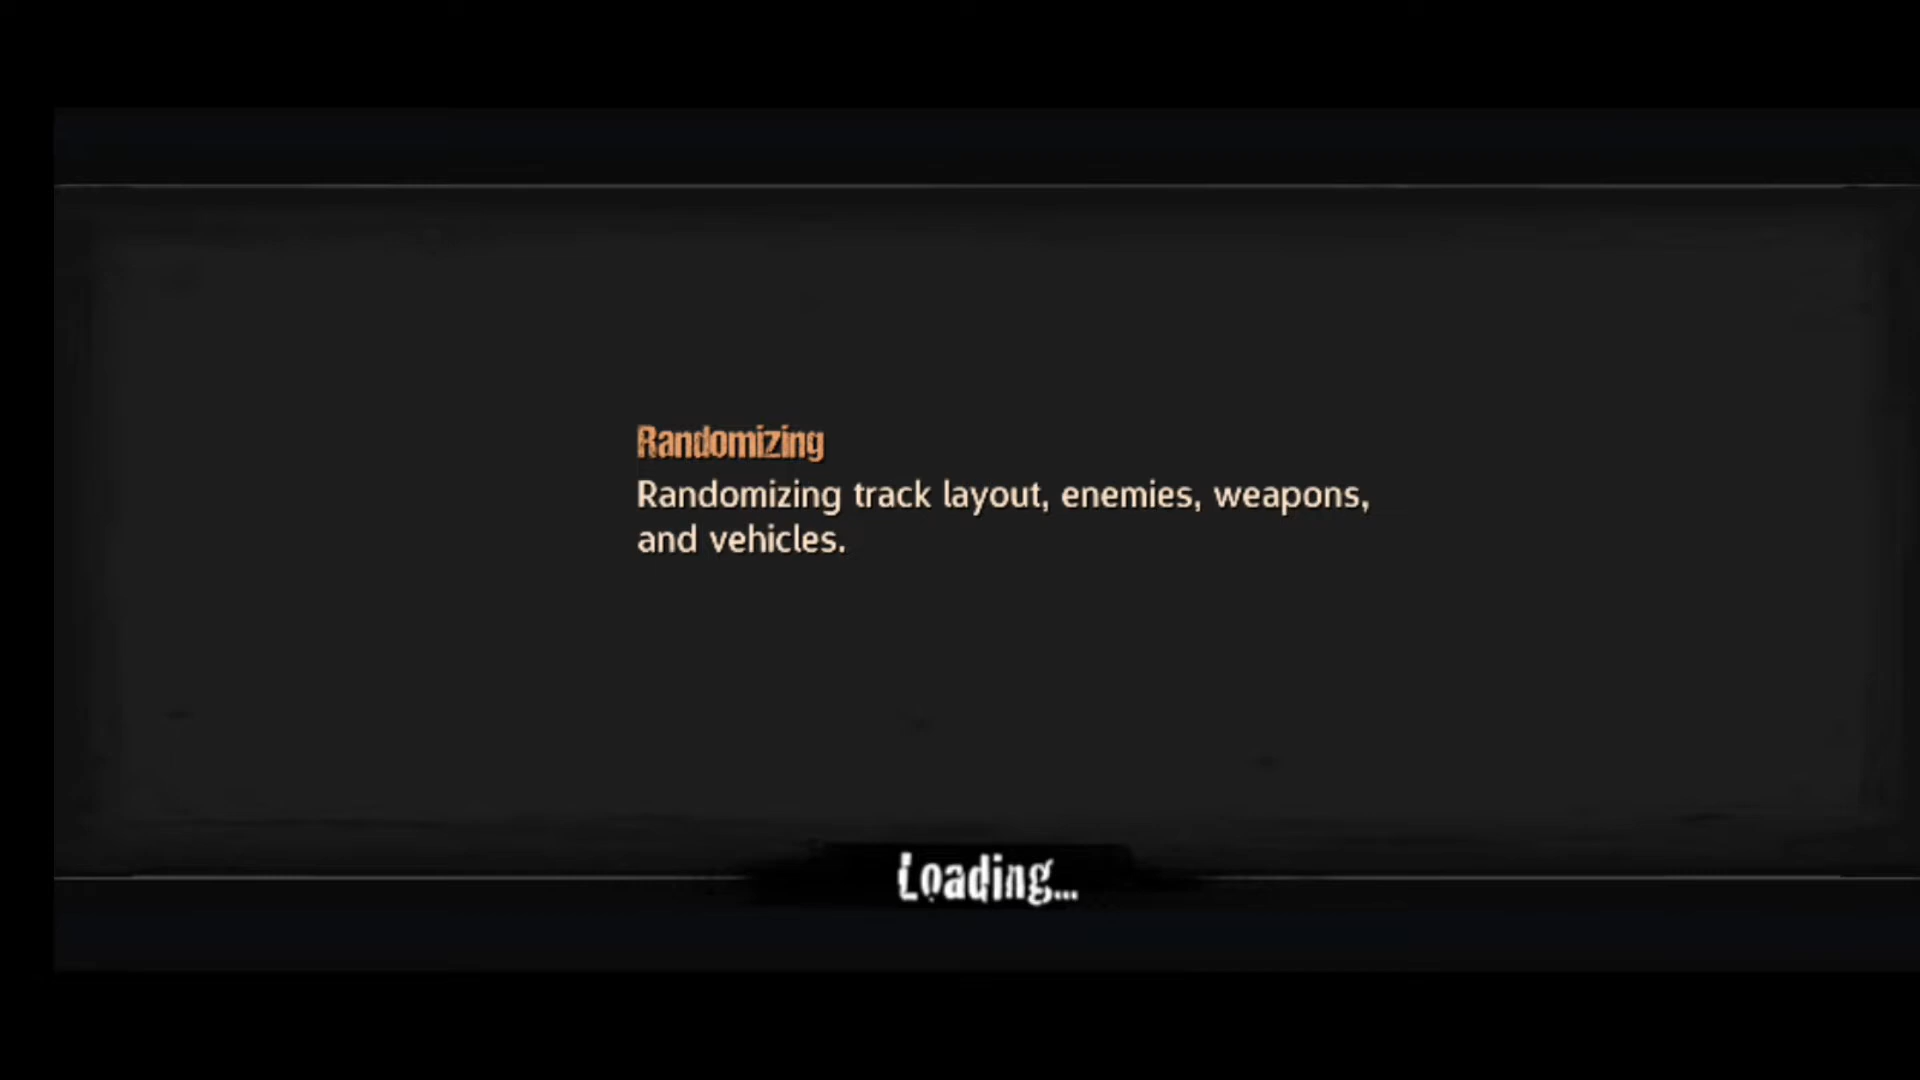 Randomizing
Randomizing track layout, enemies, weapons,
and vehicles.
Loading...